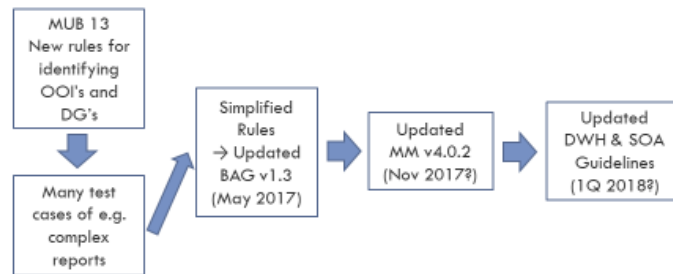 MUB 13
New rules for
identifying
OOI's and
DG's
Many test
cases of e.g.
complex
reports
Simplified
Rules
→ Updated
BAG v1.3
(May 2017)
Updated
MM v4.0.2
(Nov 2017?)
Updated
DWH & SOA
Guidelines
(1Q 2018?)